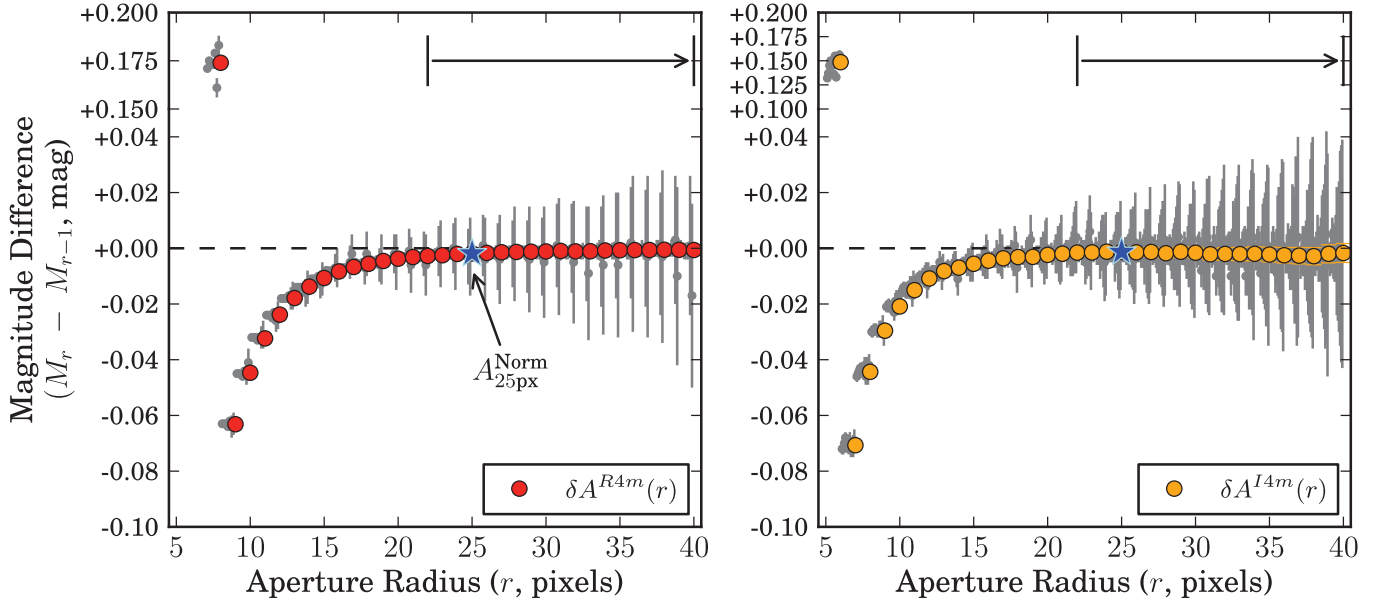 Magnitude Difference
(M_r − M_{r−1}, mag)
+0.200
+0.175
+0.150
+0.04
+0.02
+0.00
-0.02
-0.04
-0.06
-0.08
-0.10
A^{Norm}_{25px}
δA^{R4m}(r)
5 10 15 20 25 30 35 40
Aperture Radius (r, pixels)
+0.200
+0.175
+0.150
+0.125
+0.100
+0.04
+0.02
+0.00
-0.02
-0.04
-0.06
-0.08
-0.10
δA^{I4m}(r)
5 10 15 20 25 30 35 40
Aperture Radius (r, pixels)